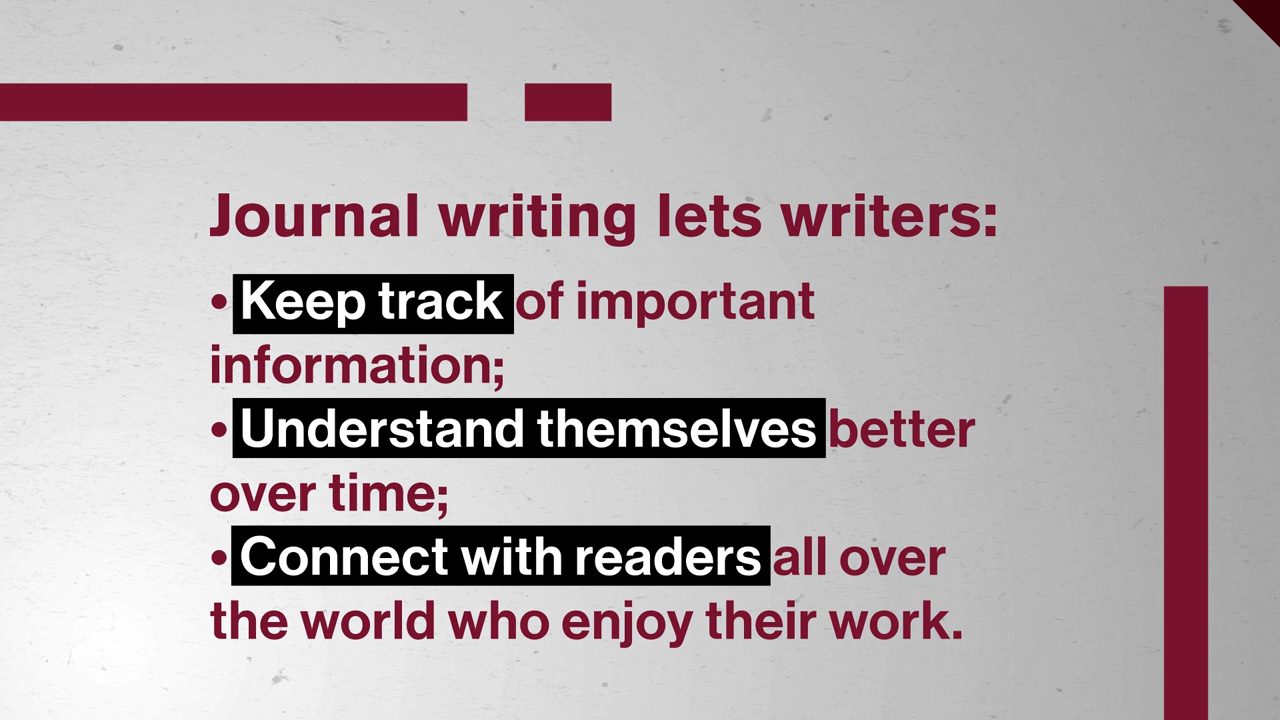 Journal writing lets writers:
• Keep track of important
information;
• Understand themselves better
over time;
• Connect with readers all over
the world who enjoy their work.